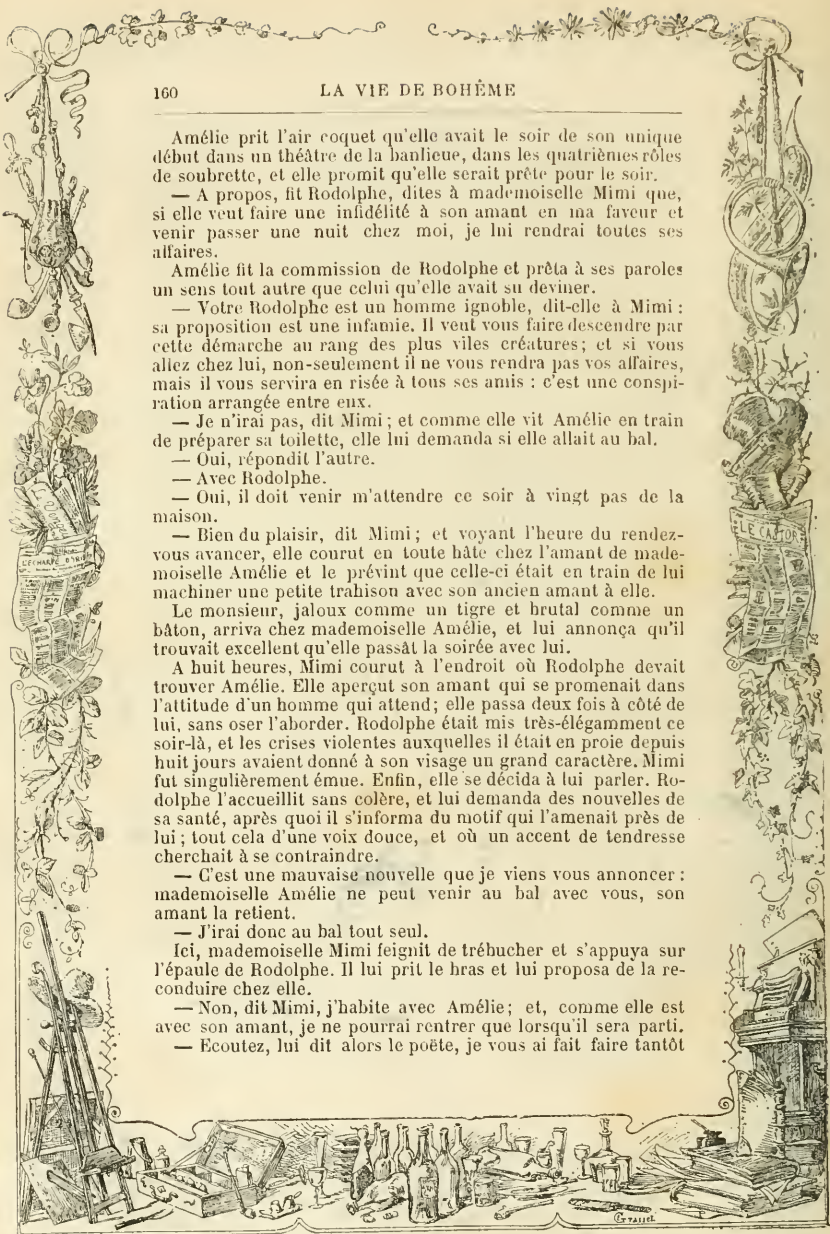 160
LA VIE DE BOHÊME
Amélie prit l'air coquet qu'elle avait le soir de son unique
début dans un théâtre de la banlieue, dans les quatrièmes rôles
de soubrette, et elle promit qu'elle serait prête pour le soir.
— A propos, fit Rodolphe, dites à mademoiselle Mimi que,
si elle veut faire une infidélité à son amant en ma faveur et
venir passer une nuit chez moi, je lui rendrai toutes ses
affaires.
Amélie fit la commission de Rodolphe et prêta à ses paroles
un sens tout autre que celui qu'elle avait su deviner.
— Votre Rodolphe est un homme ignoble, dit-elle à Mimi :
sa proposition est une infamie. Il veut vous faire descendre par
cette démarche au rang des plus viles créatures ; et si vous
allez chez lui, non-seulement il ne vous rendra pas vos affaires,
mais il vous servira en risée à tous ses amis : c'est une conspi-
ration arrangée entre eux.
— Je n'irai pas, dit Mimi ; et comme elle vit Amélie en train
de préparer sa toilette, elle lui demanda si elle allait au bal.
— Oui, répondit l'autre.
— Avec Rodolphe.
— Oui, il doit venir m'attendre ce soir à vingt pas de la
maison.
— Bien du plaisir, dit Mimi ; et voyant l'heure du rendez-
vous avancer, elle courut en toute hâte chez l'amant de made-
moiselle Amélie et le prévint que celle-ci était en train de lui
machiner une petite trahison avec son ancien amant à elle.
Le monsieur, jaloux comme un tigre et brutal comme un
bâton, arriva chez mademoiselle Amélie, et lui annonça qu'il
trouvait excellent qu'elle passât la soirée avec lui.
A huit heures, Mimi courut à l'endroit où Rodolphe devait
trouver Amélie. Elle aperçut son amant qui se promenait dans
l'attitude d'un homme qui attend ; elle passa deux fois à côté de
lui, sans oser l'aborder. Rodolphe était mis très-élégamment ce
soir-là, et les crises violentes auxquelles il était en proie depuis
huit jours avaient donné à son visage un grand caractère. Mimi
fut singulièrement émue. Enfin, elle se décida à lui parler. Ro-
dolphe l'accueillit sans colère, et lui demanda des nouvelles de
sa santé, après quoi il s'informa du motif qui l'amenait près de
lui ; tout cela d'une voix douce, et où un accent de tendresse
cherchait à se contraindre.
— C'est une mauvaise nouvelle que je viens vous annoncer :
mademoiselle Amélie ne peut venir au bal avec vous, son
amant la retient.
— J'irai donc au bal tout seul.
Ici, mademoiselle Mimi feignit de trébucher et s'appuya sur
l'épaule de Rodolphe. Il lui prit le bras et lui proposa de la re-
conduire chez elle.
— Non, dit Mimi, j'habite avec Amélie ; et, comme elle est
avec son amant, je ne pourrai rentrer que lorsqu'il sera parti.
— Ecoutez, lui dit alors le poëte, je vous ai fait faire tantôt
L'ECHARPE D'IRIS
LE CASTOR